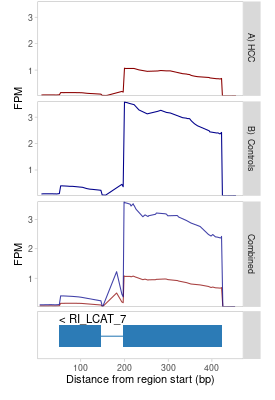 3
2
1
A) HCC
FPM
3
2
1
B) Controls
3
2
1
FPM
Combined
< RI_LCAT_7
100
200
300
400
Distance from region start (bp)